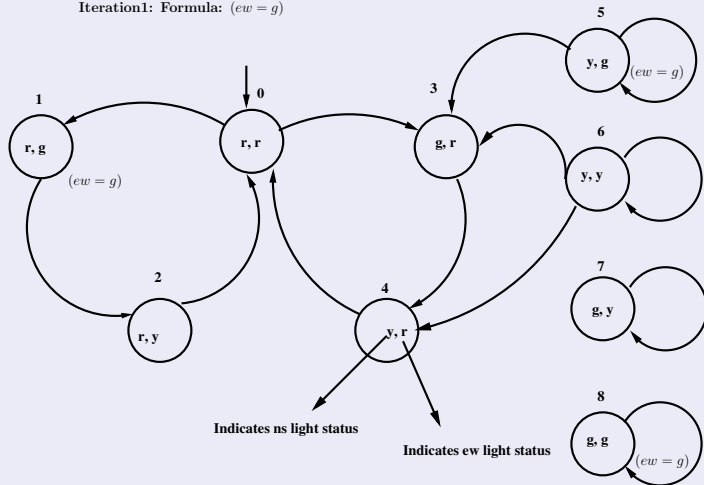 Iteration1: Formula: (ew = g)
5
y, g
(ew = g)
1
0
3
r, g
r, r
g, r
6
y, y
(ew = g)
2
r, y
4
y, r
7
g, y
Indicates ns light status
Indicates ew light status
8
g, g
(ew = g)